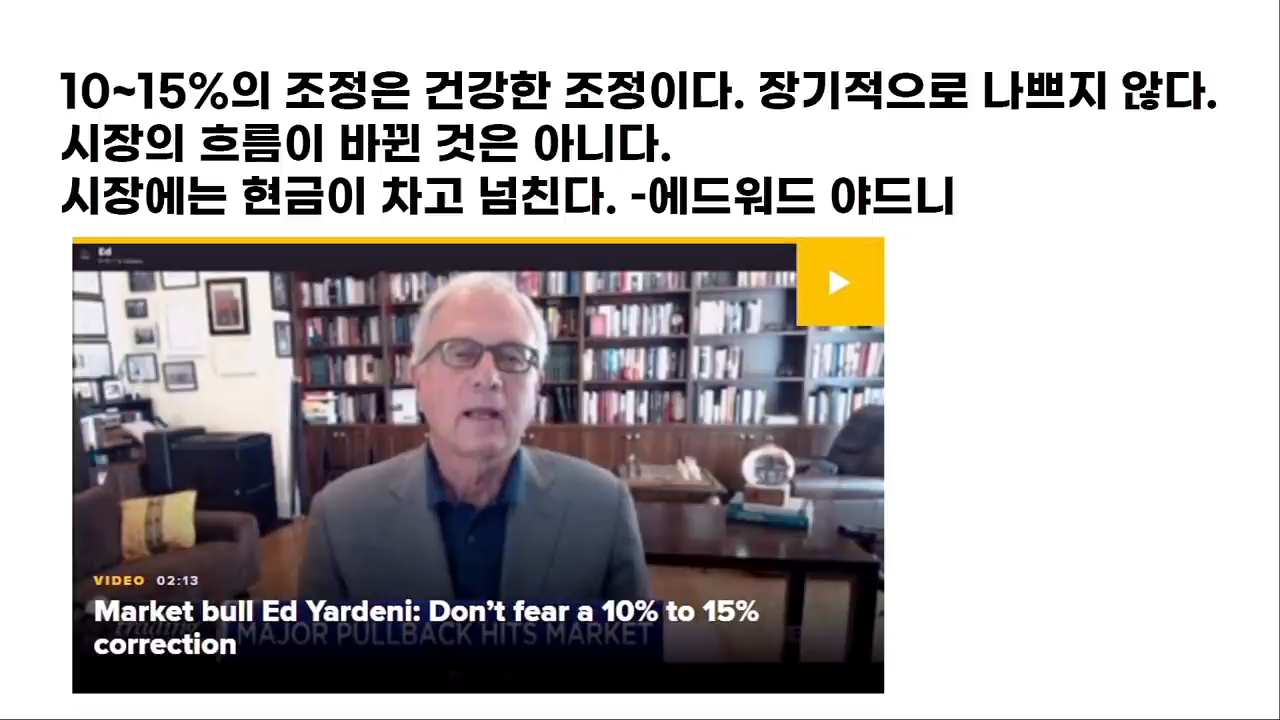 10~15%의 조정은 건강한 조정이다. 장기적으로 나쁘지 않다.
시장의 흐름이 바뀐 것은 아니다.
시장에는 현금이 차고 넘친다. -에드워드 야드니
Ed
VIDEO 02:13
Market bull Ed Yardeni: Don’t fear a 10% to 15%
correction
MAJOR PULLBACK HITS MARKET